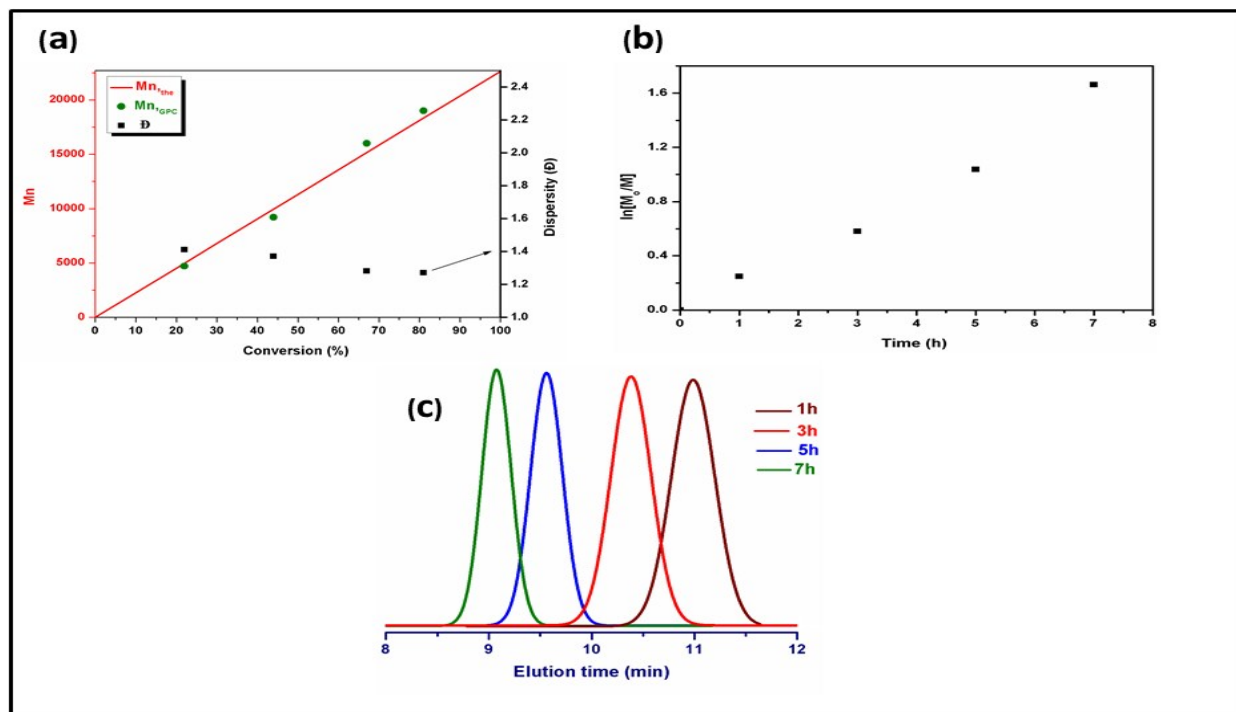 (a)
Mn,the
Mn,GPC
Đ
20000
15000
10000
5000
0
Mn
2.4
2.2
2.0
1.8
1.6
1.4
1.2
1.0
Dispersity (Đ)
0 10 20 30 40 50 60 70 80 90 100
Conversion (%)
(b)
1.6
1.2
0.8
0.4
0.0
ln[M0/M]
0 1 2 3 4 5 6 7 8
Time (h)
(c)
1h
3h
5h
7h
8 9 10 11 12
Elution time (min)